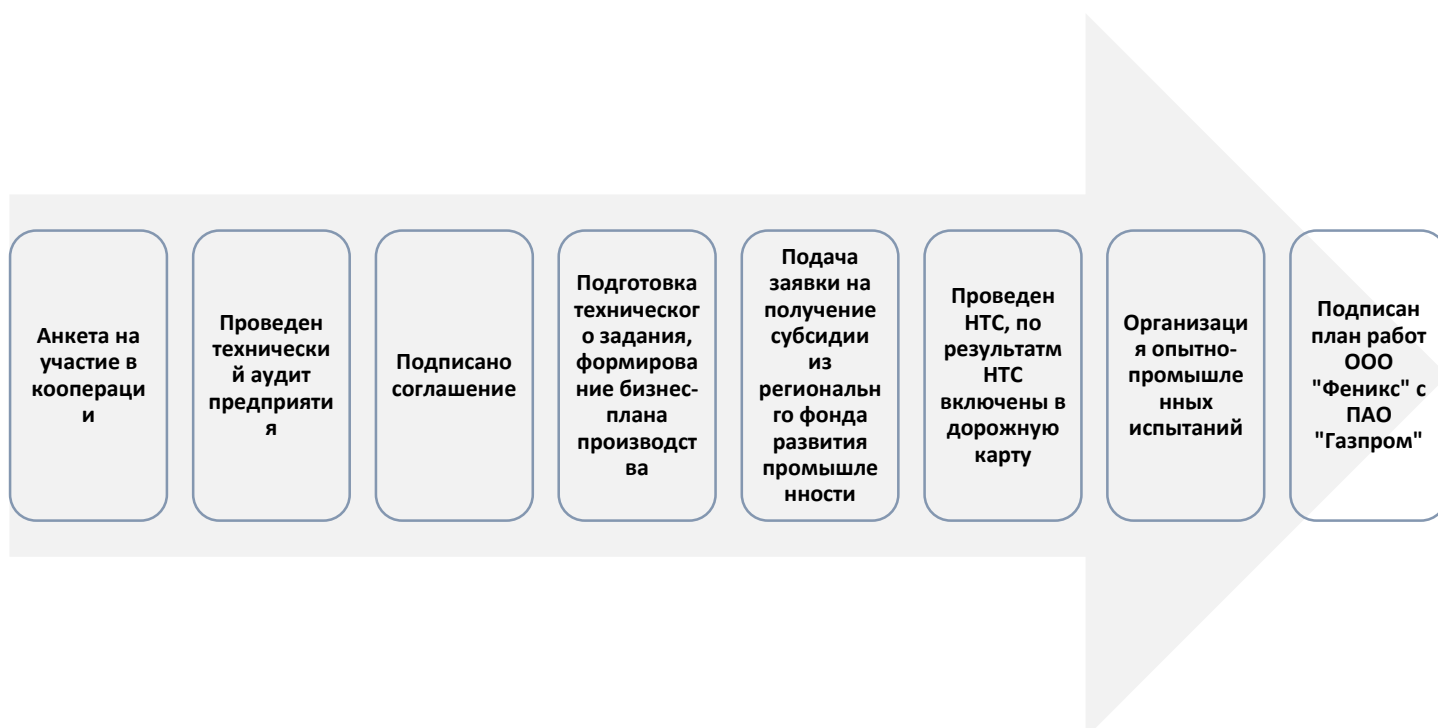 Анкета на
участие в
коопераци
и
Проведен
технически
й аудит
предприяти
я
Подписано
соглашение
Подготовка
техническог
о задания,
формирова
ние бизнес-
плана
производст
ва
Подача
заявки на
получение
субсидии
из
региональн
го фонда
развития
промышле
нности
Проведен
НТС, по
результатм
НТС
включены в
дорожную
карту
Организаци
я опытно-
промышле
нных
испытаний
Подписан
план работ
ООО
"Феникс" с
ПАО
"Газпром"